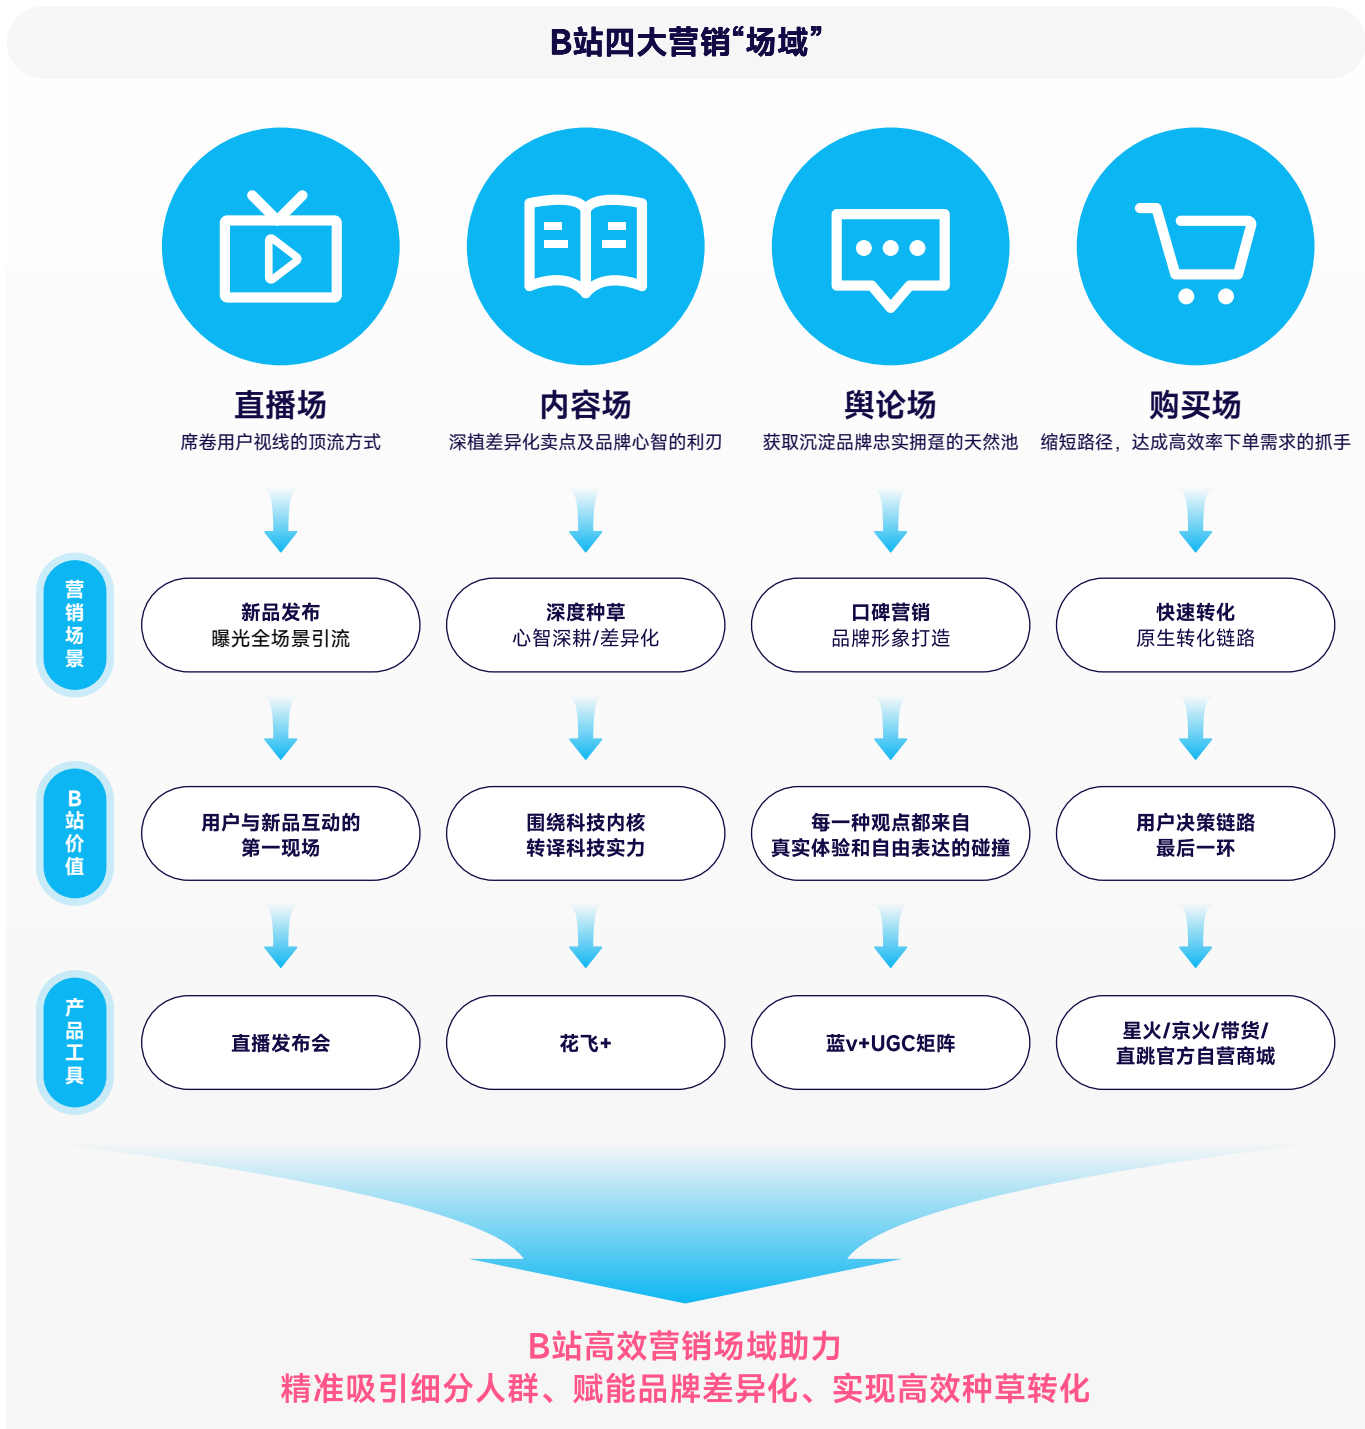 B站四大营销“场域”
直播场
席卷用户视线的顶流方式
内容场
深植差异化卖点及品牌心智的利刃
舆论场
获取沉淀品牌忠实拥趸的天然池
购买场
缩短路径，达成高效率下单需求的抓手
营销场景
新品发布
曝光全场景引流
深度种草
心智深耕/差异化
口碑营销
品牌形象打造
快速转化
原生转化链路
B站价值
用户与新品互动的
第一现场
围绕科技内核
转译科技实力
每一种观点都来自
真实体验和自由表达的碰撞
用户决策链路
最后一环
产品工具
直播发布会
花飞+
蓝v+UGC矩阵
星火/京火/带货/
直跳官方自营商城
B站高效营销场域助力
精准吸引细分人群、赋能品牌差异化、实现高效种草转化